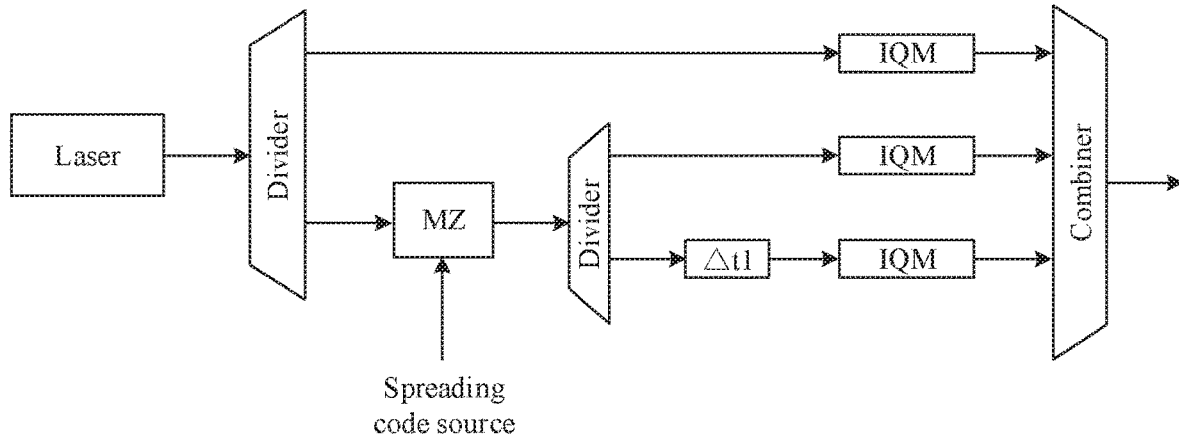 Laser
Divider
MZ
Spreading
code source
Divider
△t1
IQM
IQM
IQM
Combiner